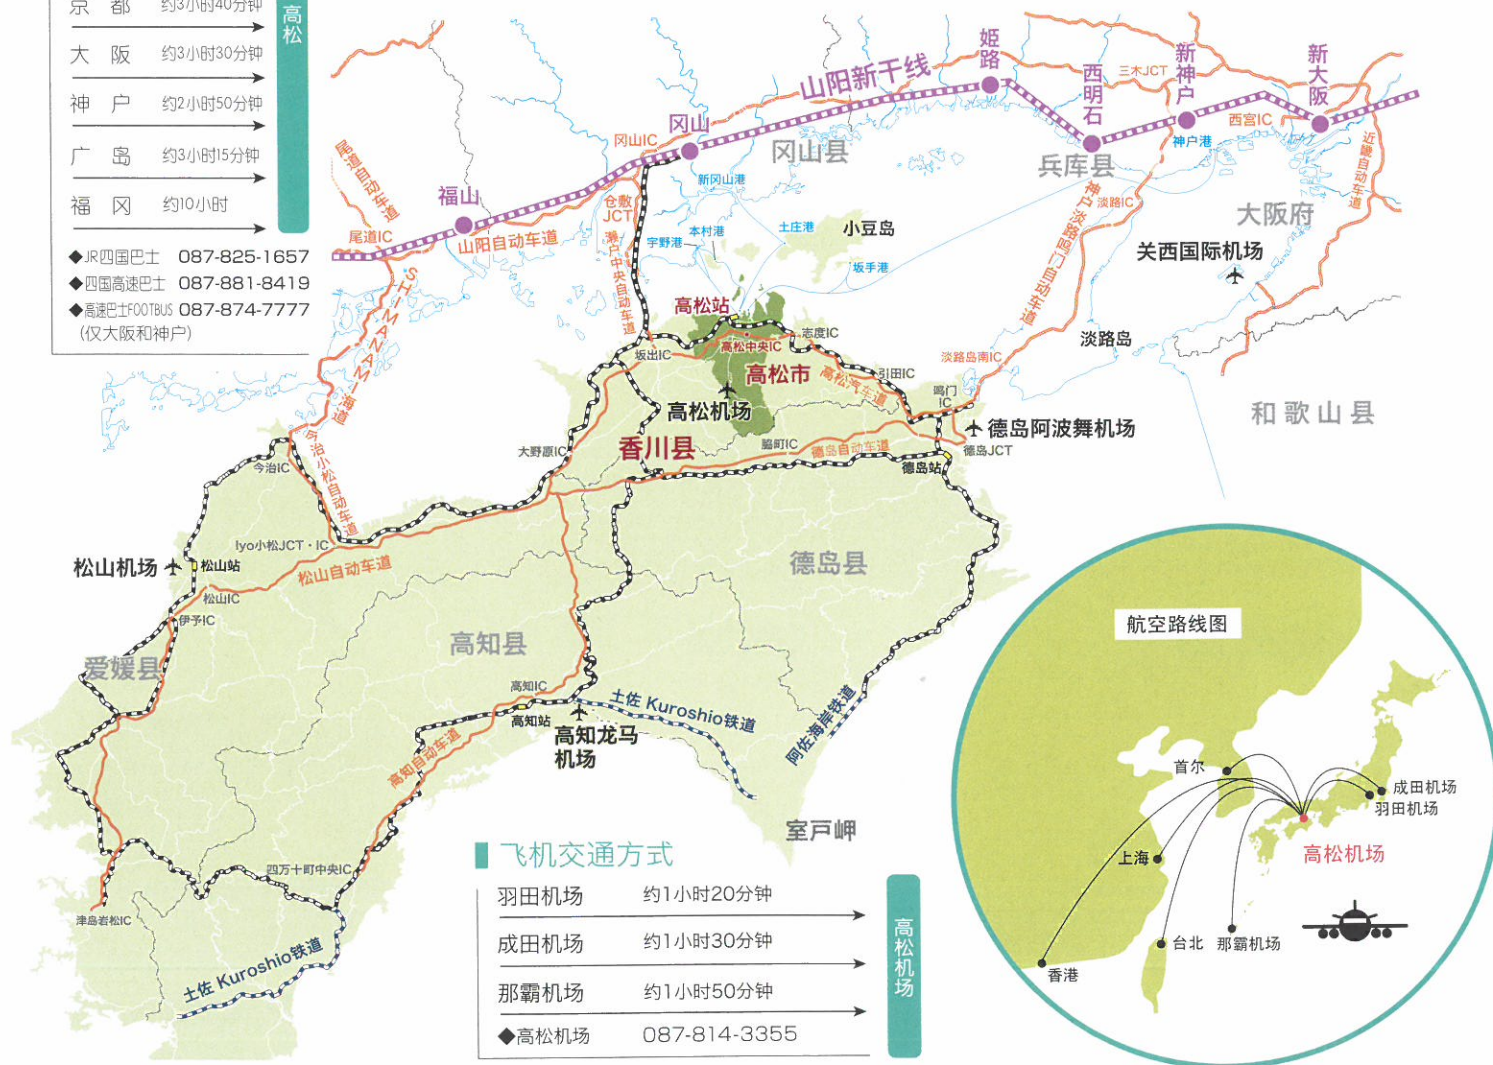 京 都 约3小时40分钟
大 阪 约3小时30分钟
神 户 约2小时50分钟
广 岛 约3小时15分钟
福 冈 约10小时
高松
◆JR四国巴士 087-825-1657
◆四国高速巴士 087-881-8419
◆高速巴士FOOTBUS 087-874-7777
(仅大阪和神户)
山阳新干线
姬路
西明石
新神户
新大阪
三木JCT
西宫IC
神户港
近畿自动车道
冈山IC
冈山
冈山县
兵库县
大阪府
尾道自动车道
福山
尾道IC
山阳自动车道
仓敷JCT
新冈山港
本村港
宇野港
土庄港
小豆岛
坂手港
濑户中央自动车道
淡路IC
神户淡路鸣门自动车道
关西国际机场
淡路岛
淡路岛南IC
和歌山县
SHIMANAMI海道
高松站
高松中央IC
志度IC
坂出IC
高松市
高松汽车道
引田IC
鸣门IC
高松机场
德岛阿波舞机场
香川县
大野原IC
脇町IC
德岛自动车道
德岛JCT
德岛站
今治IC
今治小松自动车道
Iyo小松JCT・IC
松山机场
松山站
松山自动车道
松山IC
伊予IC
德岛县
高知县
爱媛县
高知IC
高知站
土佐 Kuroshio铁道
阿佐海岸铁道
高知龙马机场
高知自动车道
室戸岬
四万十町中央IC
津岛岩松IC
土佐 Kuroshio铁道
飞机交通方式
羽田机场 约1小时20分钟
成田机场 约1小时30分钟
那霸机场 约1小时50分钟
◆高松机场 087-814-3355
高松机场
航空路线图
首尔
成田机场
羽田机场
高松机场
上海
台北
那霸机场
香港